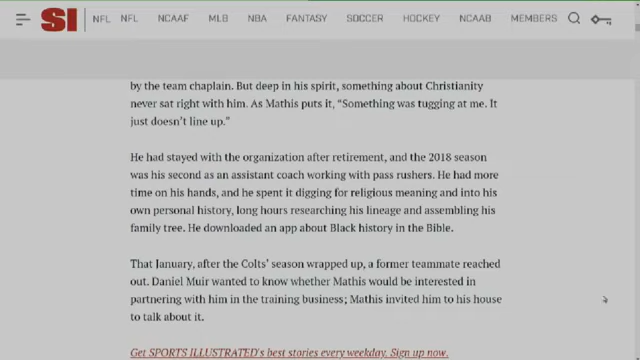 SI NFL NFL NCAAF MLB NBA FANTASY SOCCER HOCKEY NCAAB MEMBERS
by the team chaplain. But deep in his spirit, something about Christianity
never sat right with him. As Mathis puts it, “Something was tugging at me. It
just doesn’t line up.”
He had stayed with the organization after retirement, and the 2018 season
was his second as an assistant coach working with pass rushers. He had more
time on his hands, and he spent it digging for religious meaning and into his
own personal history, long hours researching his lineage and assembling his
family tree. He downloaded an app about Black history in the Bible.
That January, after the Colts’ season wrapped up, a former teammate reached
out. Daniel Muir wanted to know whether Mathis would be interested in
partnering with him in the training business; Mathis invited him to his house
to talk about it.
Get SPORTS ILLUSTRATED's best stories every weekday. Sign up now.